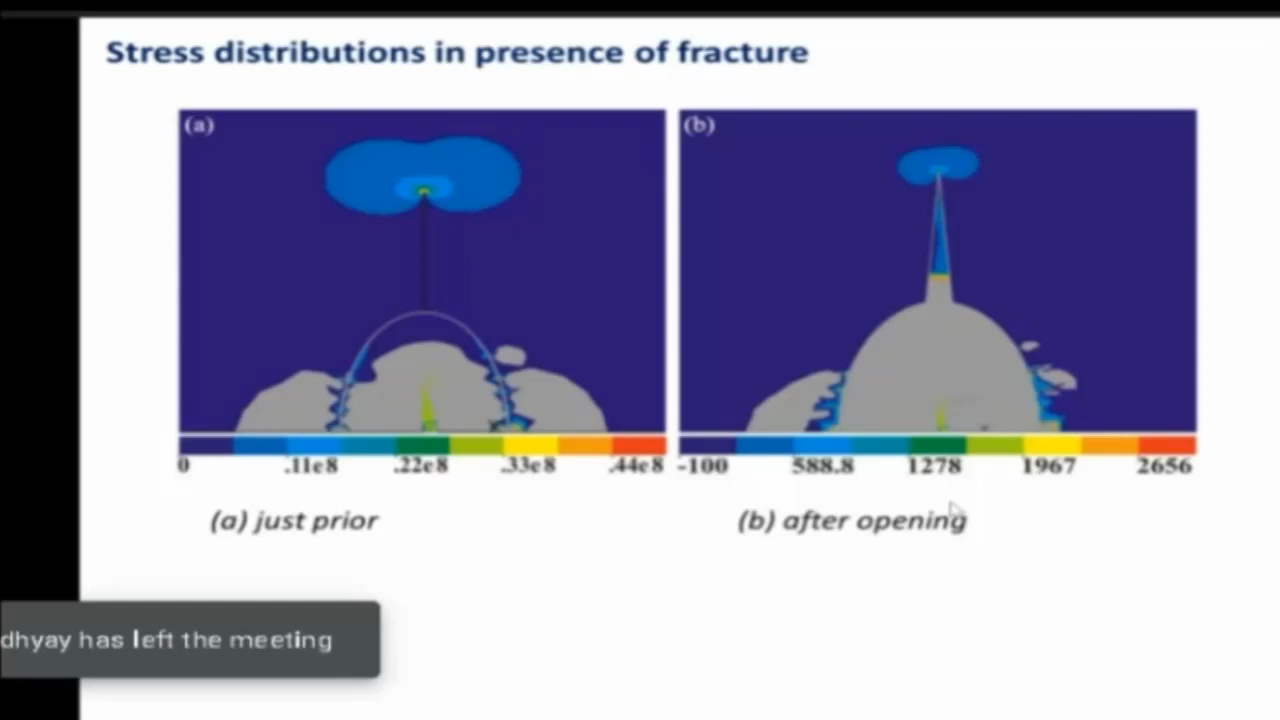 Stress distributions in presence of fracture
(a)
(b)
0 .11e8 .22e8 .33e8 .44e8
-100 588.8 1278 1967 2656
(a) just prior
(b) after opening
dhyay has left the meeting